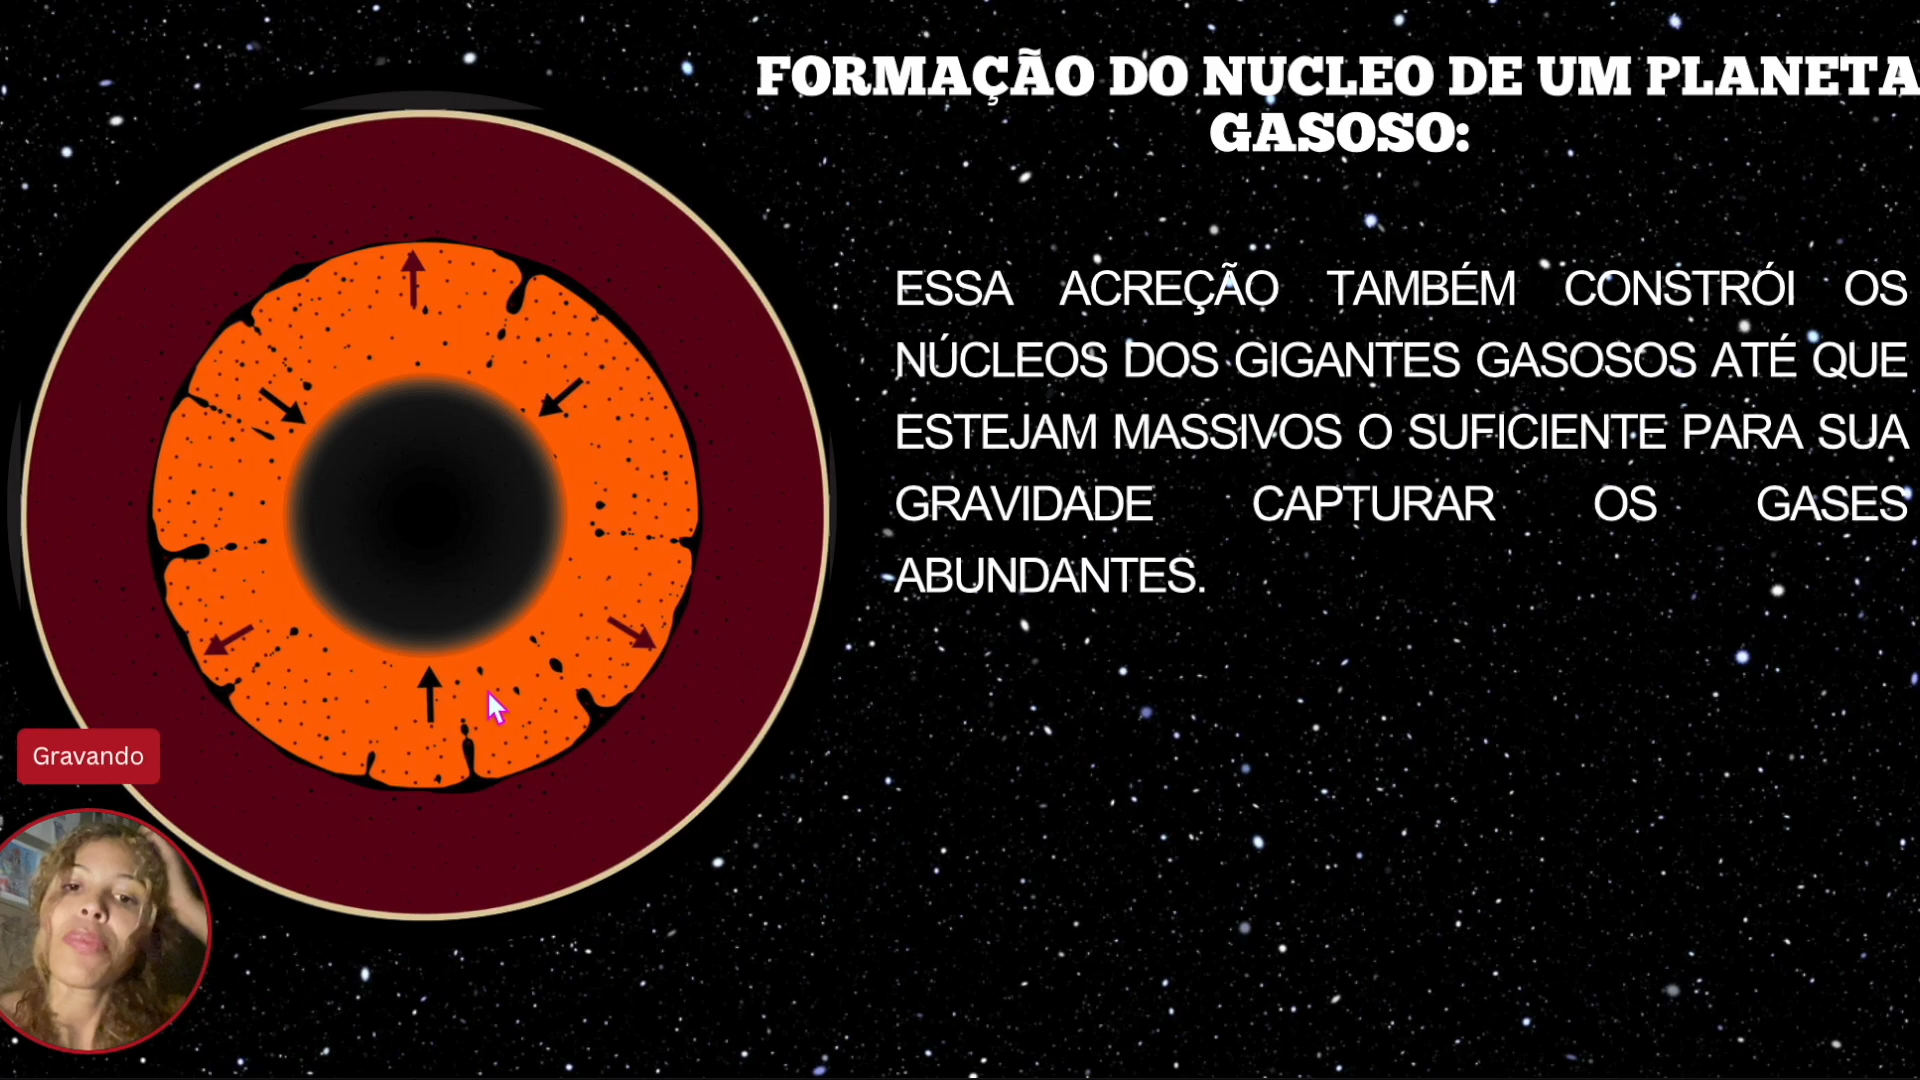 FORMAÇÃO DO NUCLEO DE UM PLANETA
GASOSO:
ESSA ACREÇÃO TAMBÉM CONSTRÓI OS
NÚCLEOS DOS GIGANTES GASOSOS ATÉ QUE
ESTEJAM MASSIVOS O SUFICIENTE PARA SUA
GRAVIDADE CAPTURAR OS GASES
ABUNDANTES.
Gravando